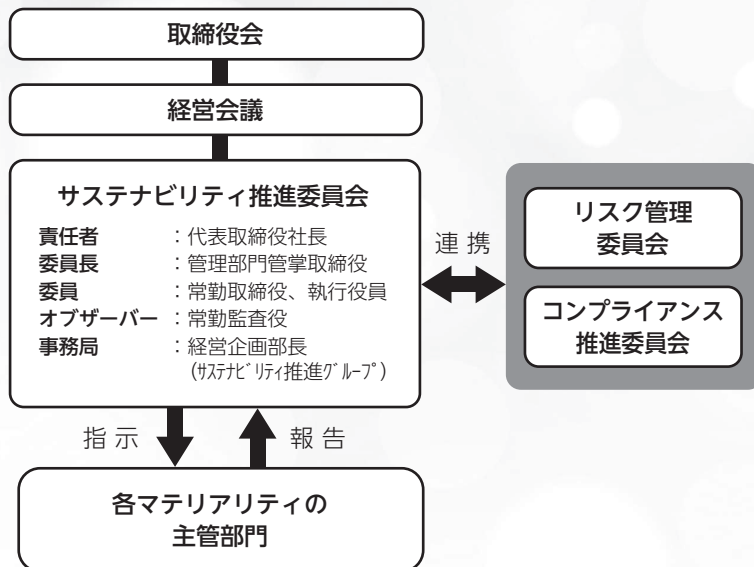 取締役会
経営会議
サステナビリティ推進委員会
責任者 ：代表取締役社長
委員長 ：管理部門管掌取締役
委員 ：常勤取締役、執行役員
オブザーバー ：常勤監査役
事務局 ：経営企画部長
(ｻｽﾃﾅﾋﾞﾘﾃｨ推進ｸﾞﾙｰﾌﾟ)
連 携
リスク管理
委員会
コンプライアンス
推進委員会
指 示
報 告
各マテリアリティの
主管部門